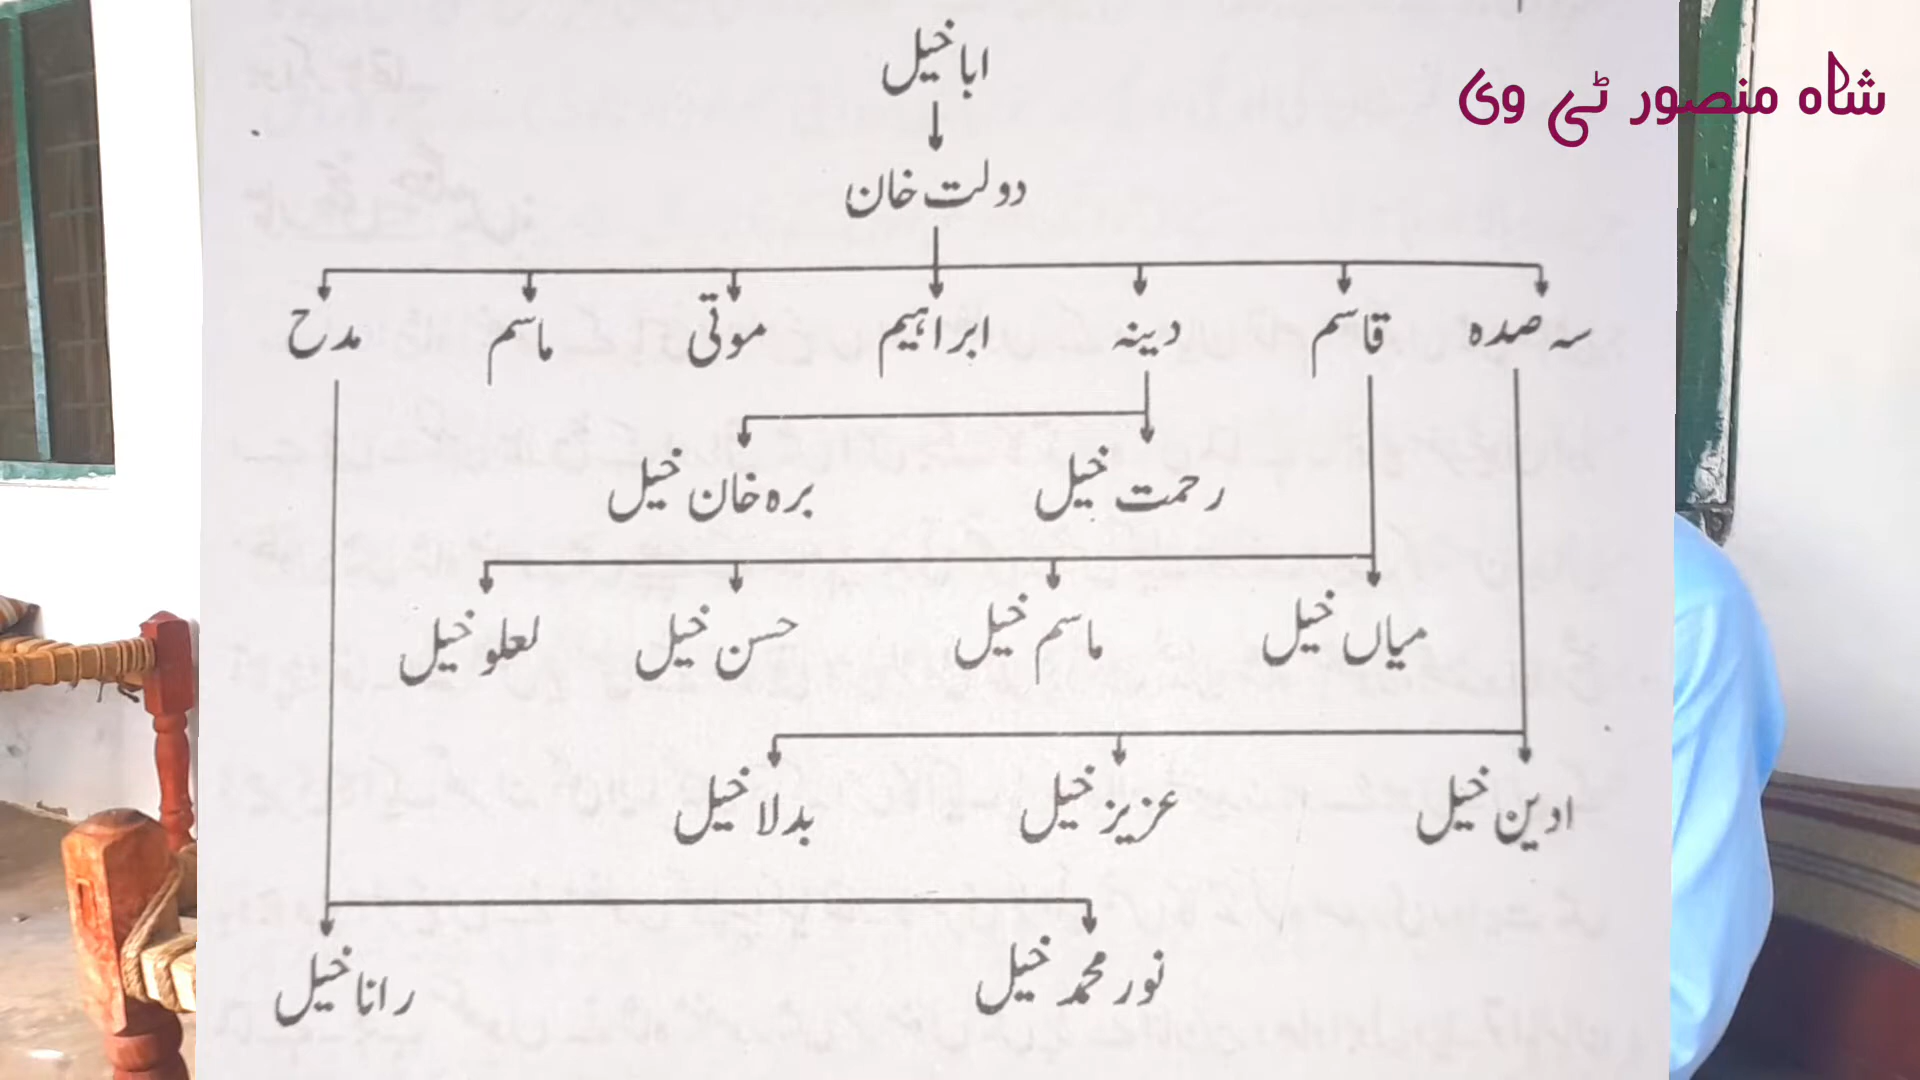 شاہ منصور ٹی وی
ابا خیل
دولت خان
سہ صدہ قاسم دینہ ابراہیم موتی ماسم مدح
رحمت خیل برہ خان خیل
میاں خیل ماسم خیل حسن خیل لعلو خیل
ادین خیل عزیز خیل بدلا خیل
نور محمد خیل رانا خیل